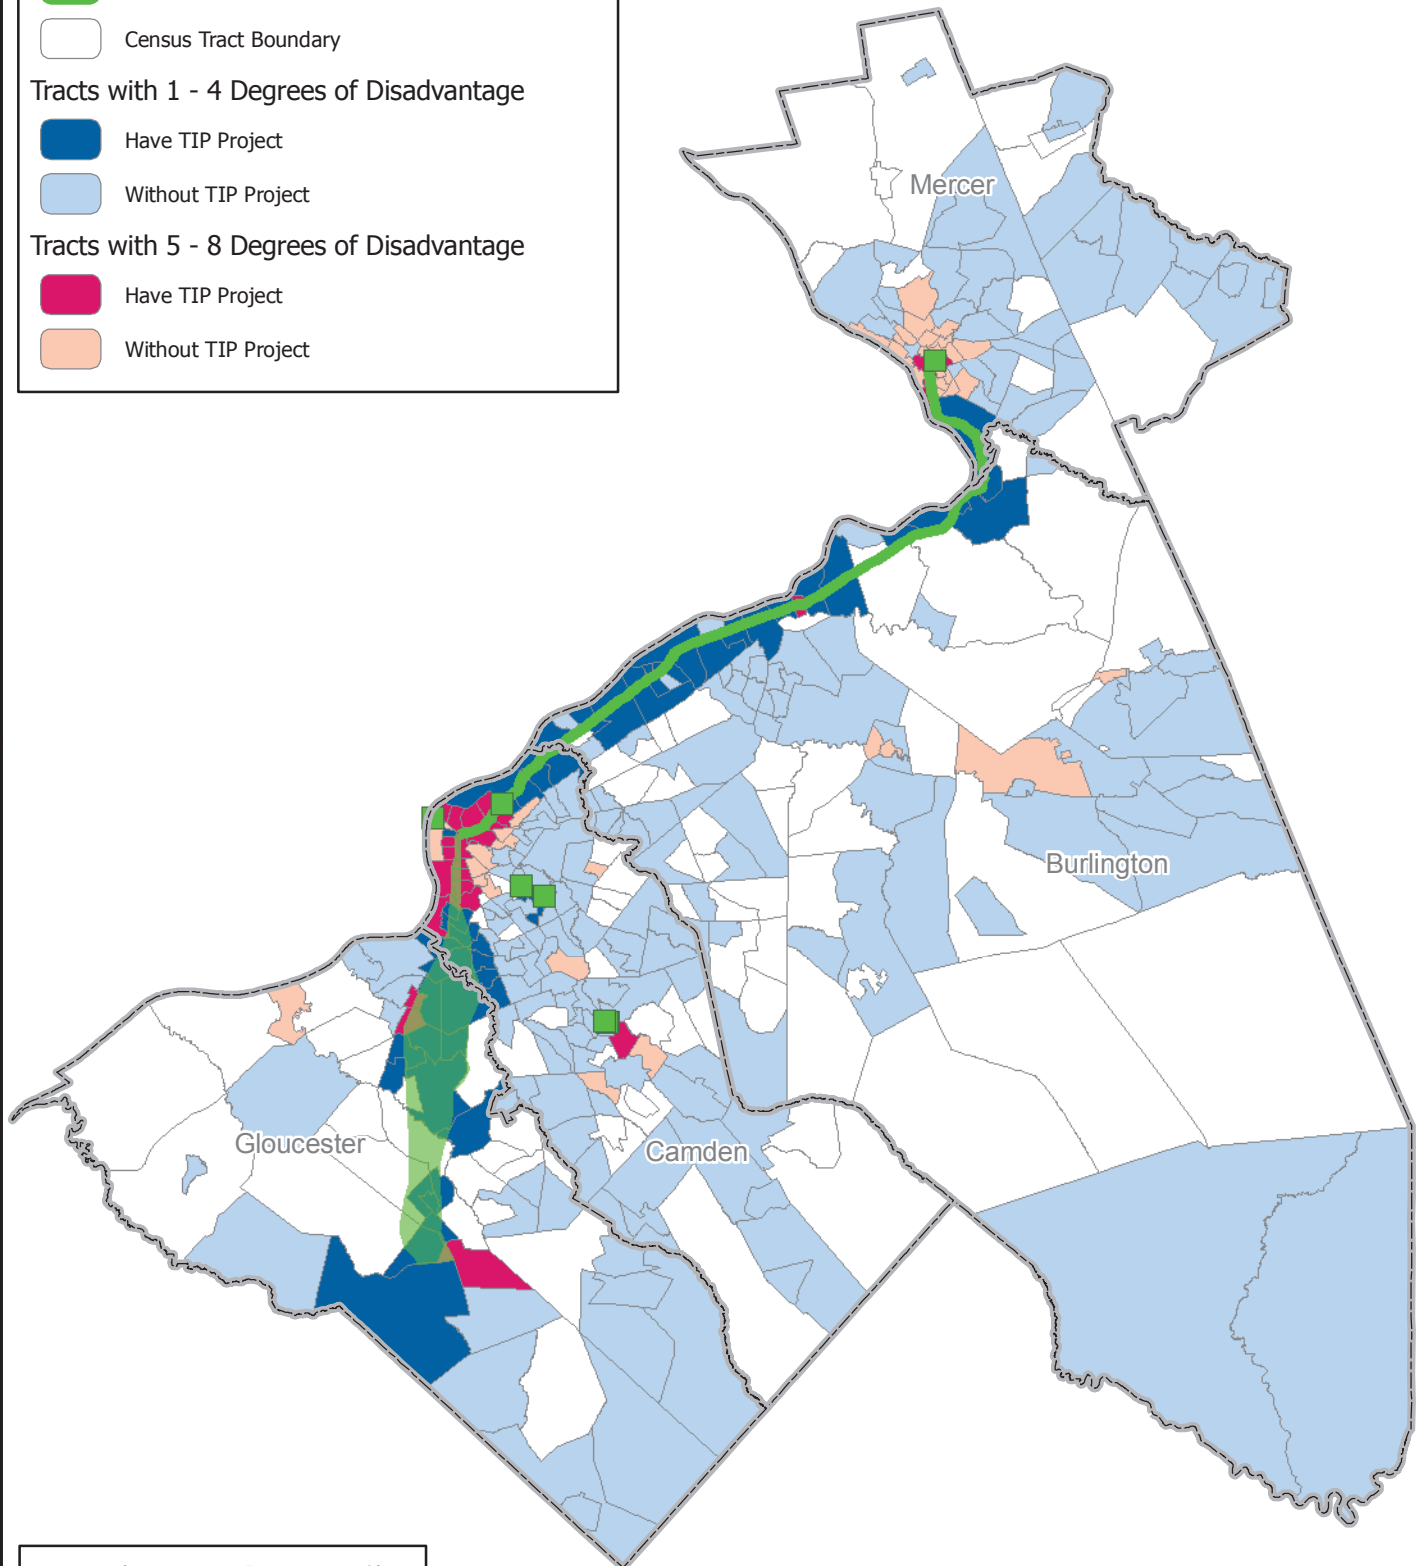 Census Tract Boundary
Tracts with 1 - 4 Degrees of Disadvantage
Have TIP Project
Without TIP Project
Tracts with 5 - 8 Degrees of Disadvantage
Have TIP Project
Without TIP Project
Mercer
Burlington
Gloucester
Camden